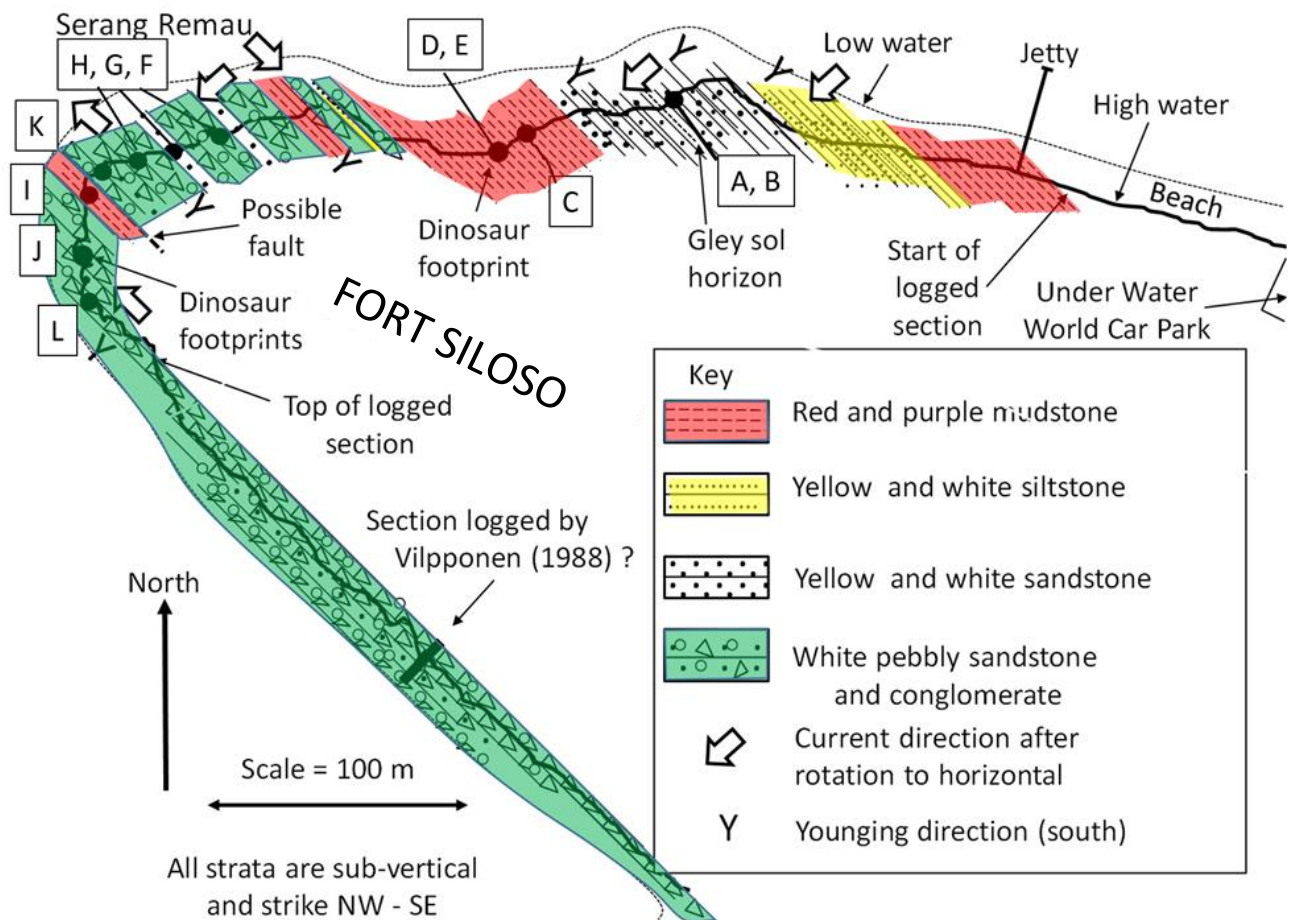 Serang Remau
H, G, F
D, E
Low water
Jetty
High water
K
I
J
L
A, B
C
Beach
Possible
fault
Dinosaur
footprint
Gley sol
horizon
Start of
logged
section
Under Water
World Car Park
Dinosaur
footprints
FORT SILOSO
Top of logged
section
Section logged by
Vilpponen (1988) ?
North
Scale = 100 m
All strata are sub-vertical
and strike NW - SE
Key
Red and purple mudstone
Yellow and white siltstone
Yellow and white sandstone
White pebbly sandstone
and conglomerate
Current direction after
rotation to horizontal
Y Younging direction (south)
Y
Y
Y
Y
Y
Y
Y